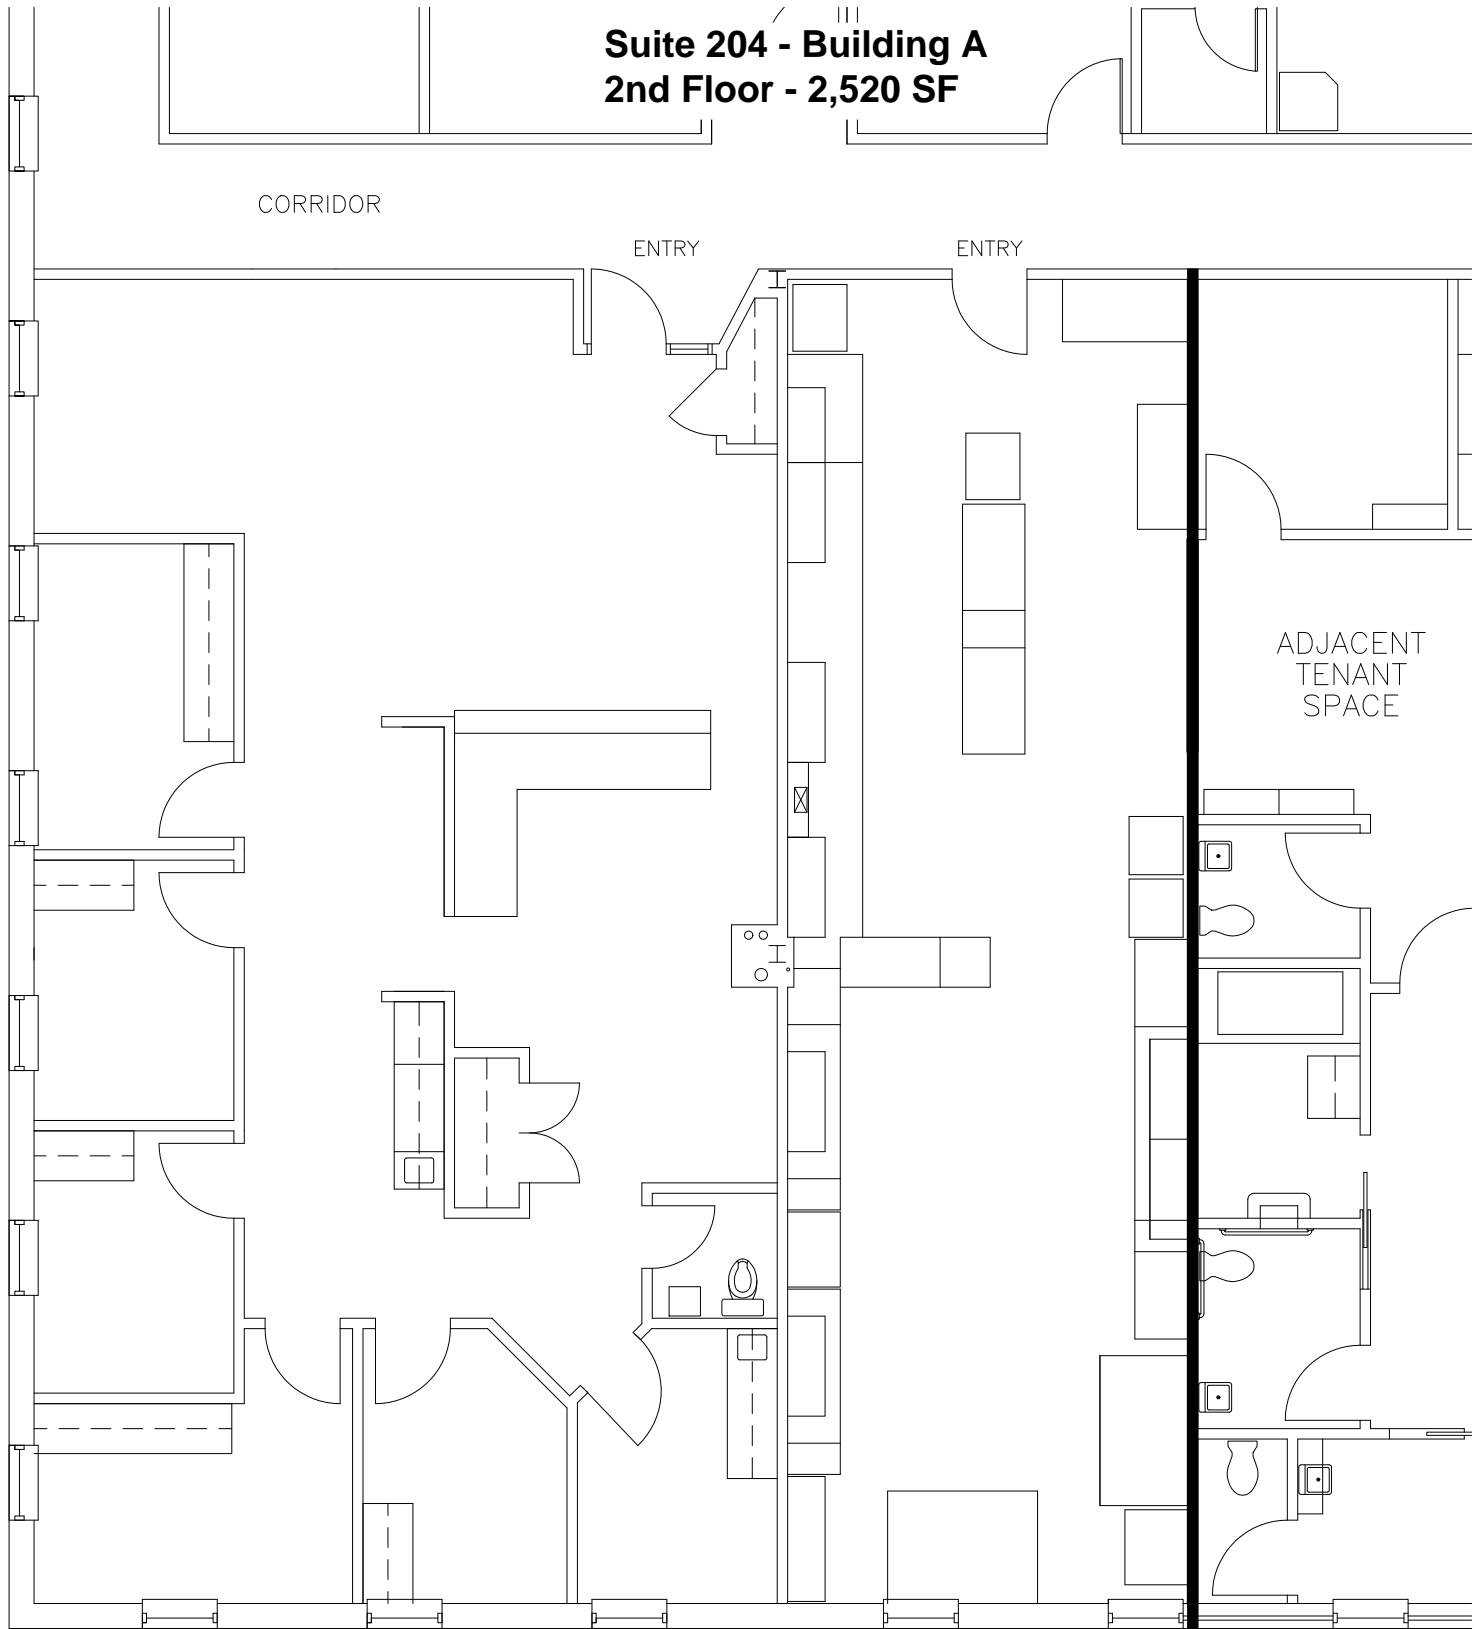 Suite 204 - Building A
2nd Floor - 2,520 SF
CORRIDOR
ENTRY
ENTRY
ADJACENT
TENANT
SPACE